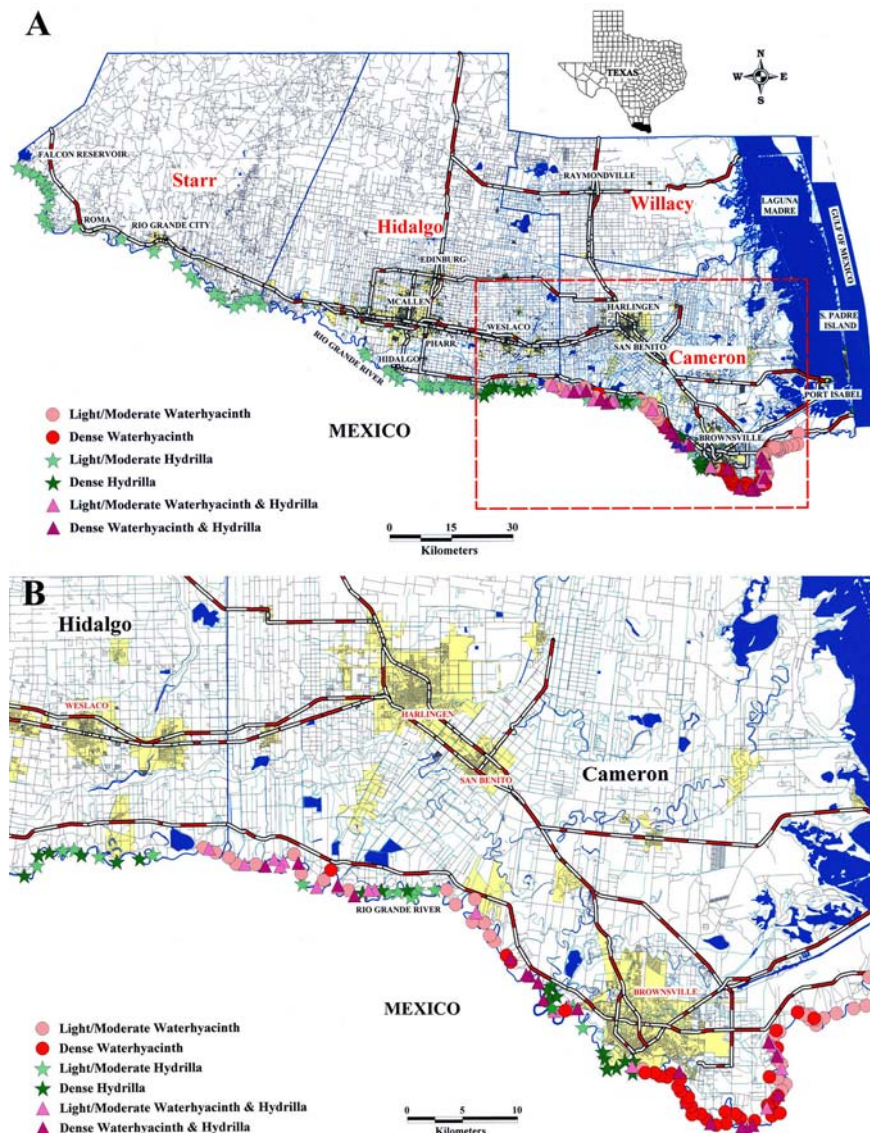 A
TEXAS
N
W E
S
FALCON RESERVOIR
Starr
ROMA
RIO GRANDE CITY
Hidalgo
RAYMONDVILLE
Willacy
LAGUNA
MADRE
GULF OF MEXICO
EDINBURG
MCALLEN
PHARR
HIDALGO
WESLACO
HARLINGEN
SAN BENITO
S. PADRE
ISLAND
Cameron
PORT ISABEL
BROWNSVILLE
RIO GRANDE RIVER
MEXICO
Light/Moderate Waterhyacinth
Dense Waterhyacinth
Light/Moderate Hydrilla
Dense Hydrilla
Light/Moderate Waterhyacinth & Hydrilla
Dense Waterhyacinth & Hydrilla
0 15 30
Kilometers
B
Hidalgo
WESLACO
HARLINGEN
SAN BENITO
Cameron
RIO GRANDE RIVER
MEXICO
BROWNSVILLE
Light/Moderate Waterhyacinth
Dense Waterhyacinth
Light/Moderate Hydrilla
Dense Hydrilla
Light/Moderate Waterhyacinth & Hydrilla
Dense Waterhyacinth & Hydrilla
0 5 10
Kilometers